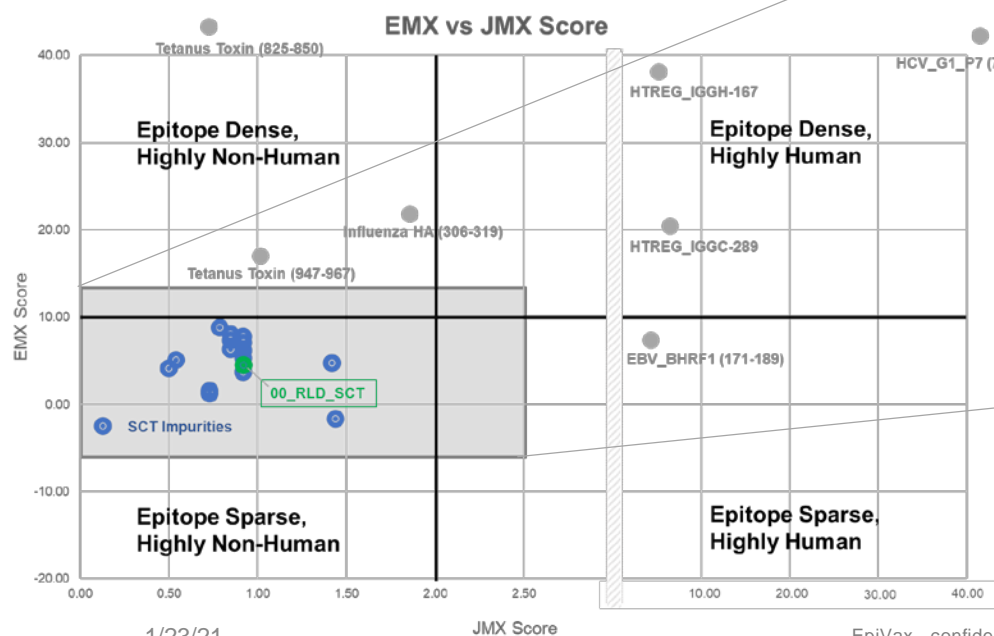 EMX vs JMX Score
40.00
Tetanus Toxin (825-850)
HCV_G1_P7 (
HTREG_IGGH-167
Epitope Dense,
Highly Non-Human
Epitope Dense,
Highly Human
30.00
Influenza HA (306-319)
20.00
HTREG_IGGC-289
Tetanus Toxin (947-967)
EMX Score
10.00
EBV_BHRF1 (171-189)
00_RLD_SCT
0.00
SCT Impurities
-10.00
Epitope Sparse,
Highly Non-Human
Epitope Sparse,
Highly Human
-20.00
0.00 0.50 1.00 1.50 2.00 2.50 10.00 20.00 30.00 40.00
JMX Score